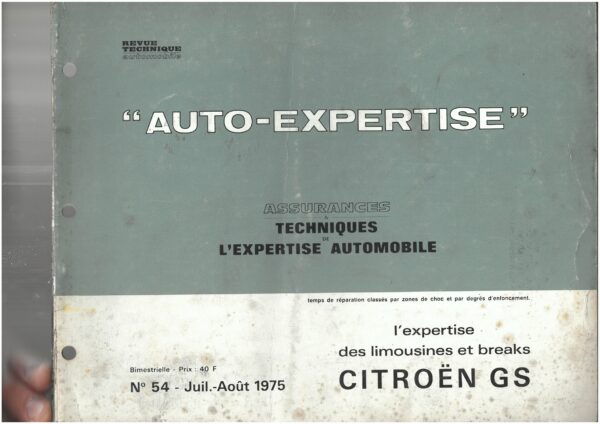 REVUE
TECHNIQUE
automobile
"AUTO-EXPERTISE"
ASSURANCES
&
TECHNIQUES
DE
L'EXPERTISE AUTOMOBILE
temps de réparation classés par zones de choc et par degrés d'enfoncement.
l'expertise
des limousines et breaks
CITROËN GS
Bimestrielle - Prix : 40 F
N° 54 - Juil.-Août 1975